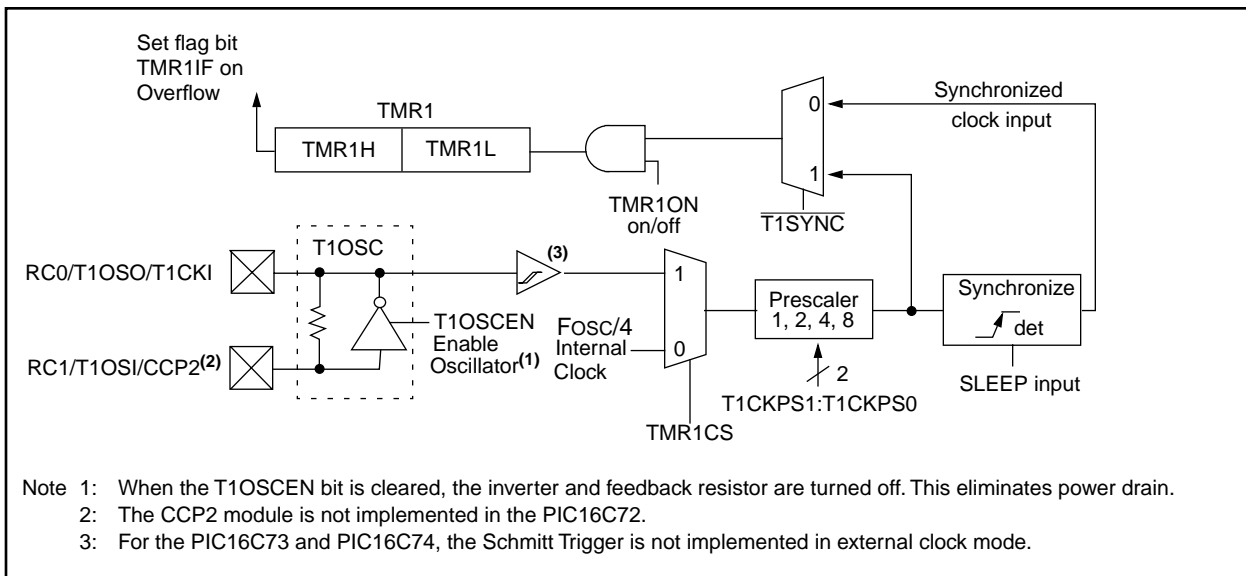 Set flag bit
TMR1IF on
Overflow
TMR1
TMR1H
TMR1L
TMR1ON
on/off
0
1
T1SYNC
Synchronized
clock input
RC0/T1OSO/T1CKI
T1OSC
(3)
RC1/T1OSI/CCP2(2)
T1OSCEN
Enable
Oscillator(1)
FOSC/4
Internal
Clock
1
0
TMR1CS
Prescaler
1, 2, 4, 8
2
T1CKPS1:T1CKPS0
Synchronize
det
SLEEP input
Note 1: When the T1OSCEN bit is cleared, the inverter and feedback resistor are turned off. This eliminates power drain.
2: The CCP2 module is not implemented in the PIC16C72.
3: For the PIC16C73 and PIC16C74, the Schmitt Trigger is not implemented in external clock mode.